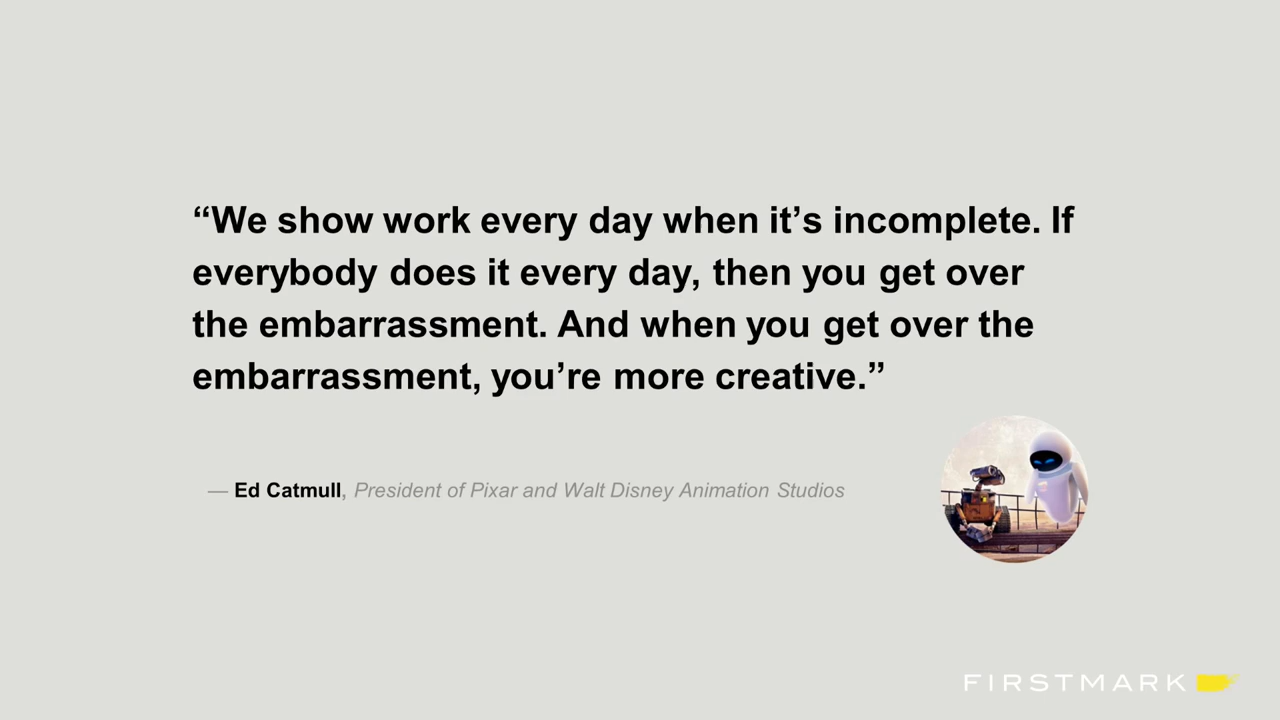 “We show work every day when it’s incomplete. If
everybody does it every day, then you get over
the embarrassment. And when you get over the
embarrassment, you’re more creative.”
— Ed Catmull, President of Pixar and Walt Disney Animation Studios
FIRSTMARK